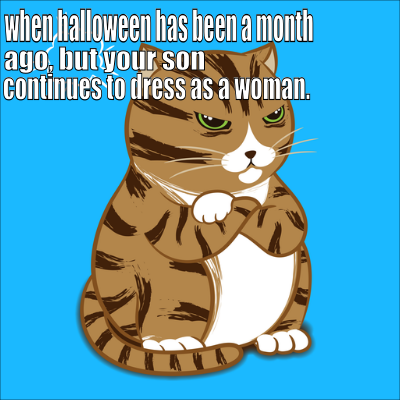 when halloween has been a month
ago, but your son
continues to dress as a woman.